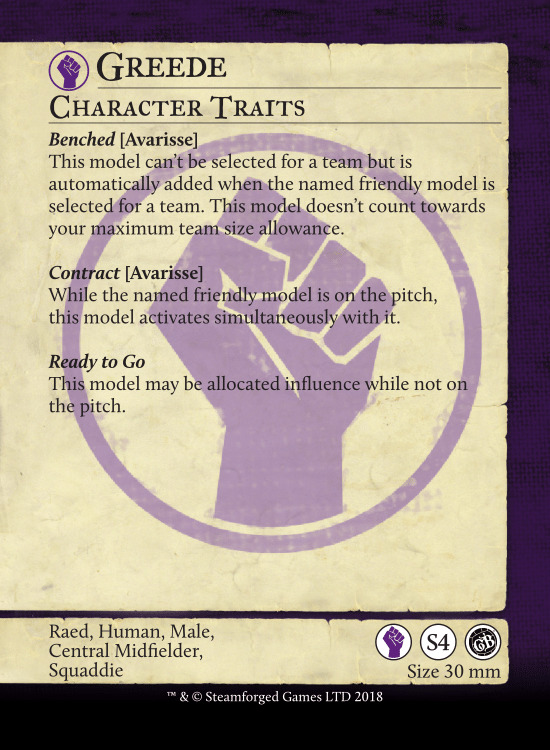 Greede
Character Traits
Benched [Avarisse]
This model can't be selected for a team but is
automatically added when the named friendly model is
selected for a team. This model doesn't count towards
your maximum team size allowance.
Contract [Avarisse]
While the named friendly model is on the pitch,
this model activates simultaneously with it.
Ready to Go
This model may be allocated influence while not on
the pitch.
Raed, Human, Male,
Central Midfielder,
Squaddie
S4
GB
Size 30 mm
™ & © Steamforged Games LTD 2018